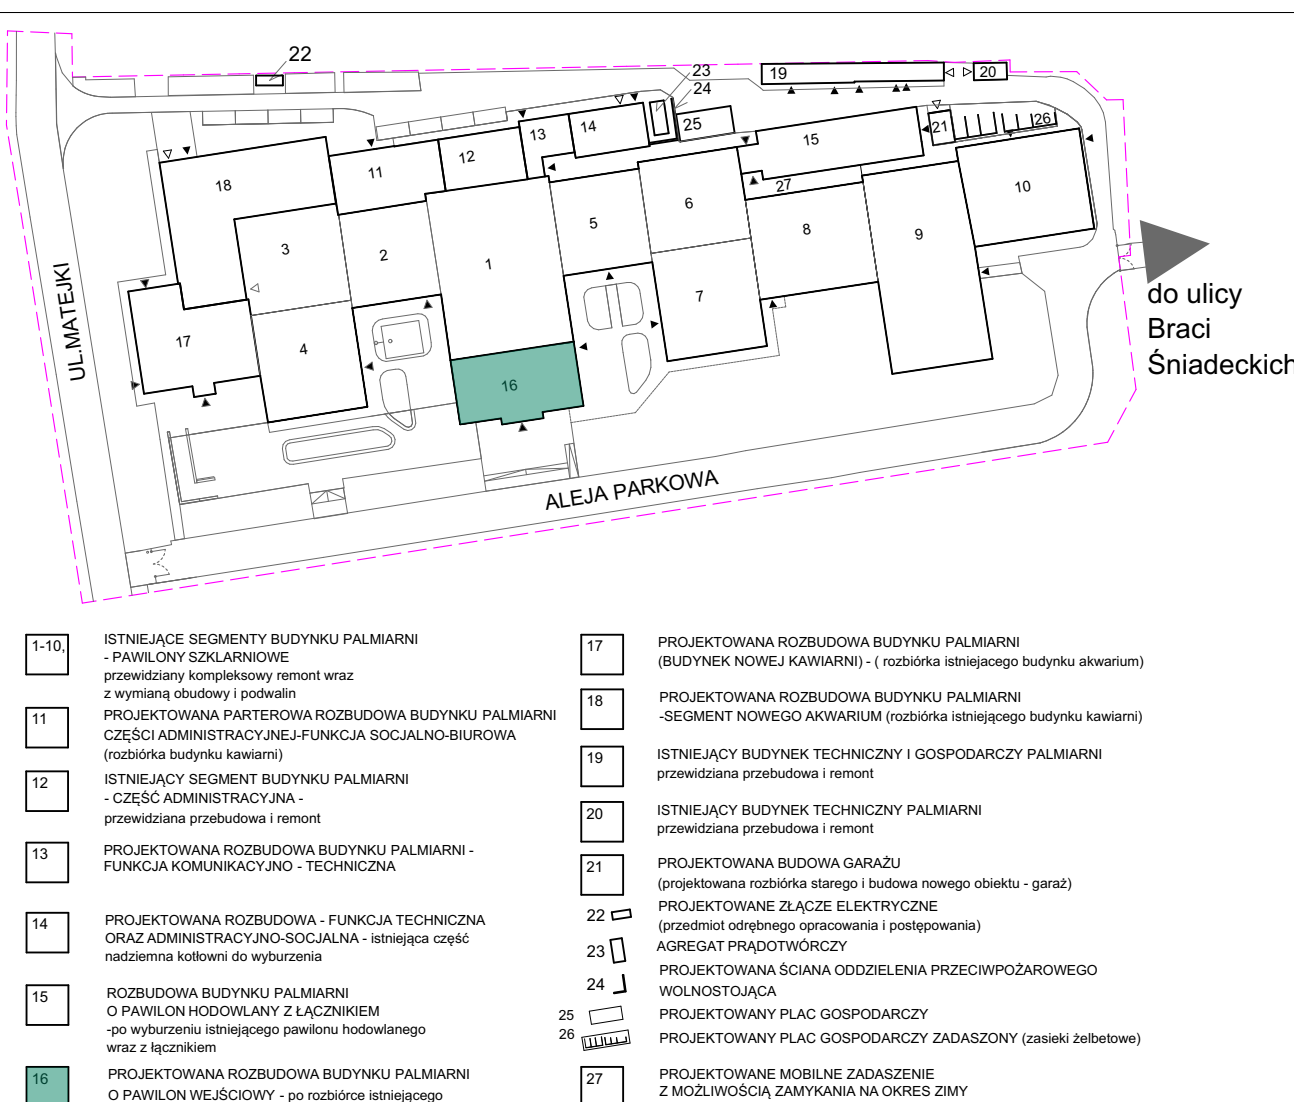 22
23
24
19
20
18
11
12
13
14
25
15
21
26
27
10
3
2
1
5
6
8
9
17
4
7
16
UL.MATEJKI
ALEJA PARKOWA
do ulicy
Braci
Śniadeckich
1-10,
ISTNIEJĄCE SEGMENTY BUDYNKU PALMIARNI
- PAWILONY SZKLARNIOWE
przewidziany kompleksowy remont wraz
z wymianą obudowy i podwalin
11
PROJEKTOWANA PARTEROWA ROZBUDOWA BUDYNKU PALMIARNI
CZĘŚCI ADMINISTRACYJNEJ-FUNKCJA SOCJALNO-BIUROWA
(rozbiórka budynku kawiarni)
12
ISTNIEJĄCY SEGMENT BUDYNKU PALMIARNI
- CZĘŚĆ ADMINISTRACYJNA -
przewidziana przebudowa i remont
13
PROJEKTOWANA ROZBUDOWA BUDYNKU PALMIARNI -
FUNKCJA KOMUNIKACYJNO - TECHNICZNA
14
PROJEKTOWANA ROZBUDOWA - FUNKCJA TECHNICZNA
ORAZ ADMINISTRACYJNO-SOCJALNA - istniejąca część
nadziemna kotłowni do wyburzenia
15
ROZBUDOWA BUDYNKU PALMIARNI
O PAWILON HODOWLANY Z ŁĄCZNIKIEM
-po wyburzeniu istniejącego pawilonu hodowlanego
wraz z łącznikiem
16
PROJEKTOWANA ROZBUDOWA BUDYNKU PALMIARNI
O PAWILON WEJŚCIOWY - po rozbiórce istniejącego
17
PROJEKTOWANA ROZBUDOWA BUDYNKU PALMIARNI
(BUDYNEK NOWEJ KAWIARNI) - ( rozbiórka istniejacego budynku akwarium)
18
PROJEKTOWANA ROZBUDOWA BUDYNKU PALMIARNI
-SEGMENT NOWEGO AKWARIUM (rozbiórka istniejącego budynku kawiarni)
19
ISTNIEJĄCY BUDYNEK TECHNICZNY I GOSPODARCZY PALMIARNI
przewidziana przebudowa i remont
20
ISTNIEJĄCY BUDYNEK TECHNICZNY PALMIARNI
przewidziana przebudowa i remont
21
PROJEKTOWANA BUDOWA GARAŻU
(projektowana rozbiórka starego i budowa nowego obiektu - garaż)
22
PROJEKTOWANE ZŁĄCZE ELEKTRYCZNE
(przedmiot odrębnego opracowania i postępowania)
23
AGREGAT PRĄDOTWÓRCZY
24
PROJEKTOWANA ŚCIANA ODDZIELENIA PRZECIWPOŻAROWEGO
WOLNOSTOJĄCA
25
PROJEKTOWANY PLAC GOSPODARCZY
26
PROJEKTOWANY PLAC GOSPODARCZY ZADASZONY (zasieki żelbetowe)
27
PROJEKTOWANE MOBILNE ZADASZENIE
Z MOŻLIWOŚCIĄ ZAMYKANIA NA OKRES ZIMY